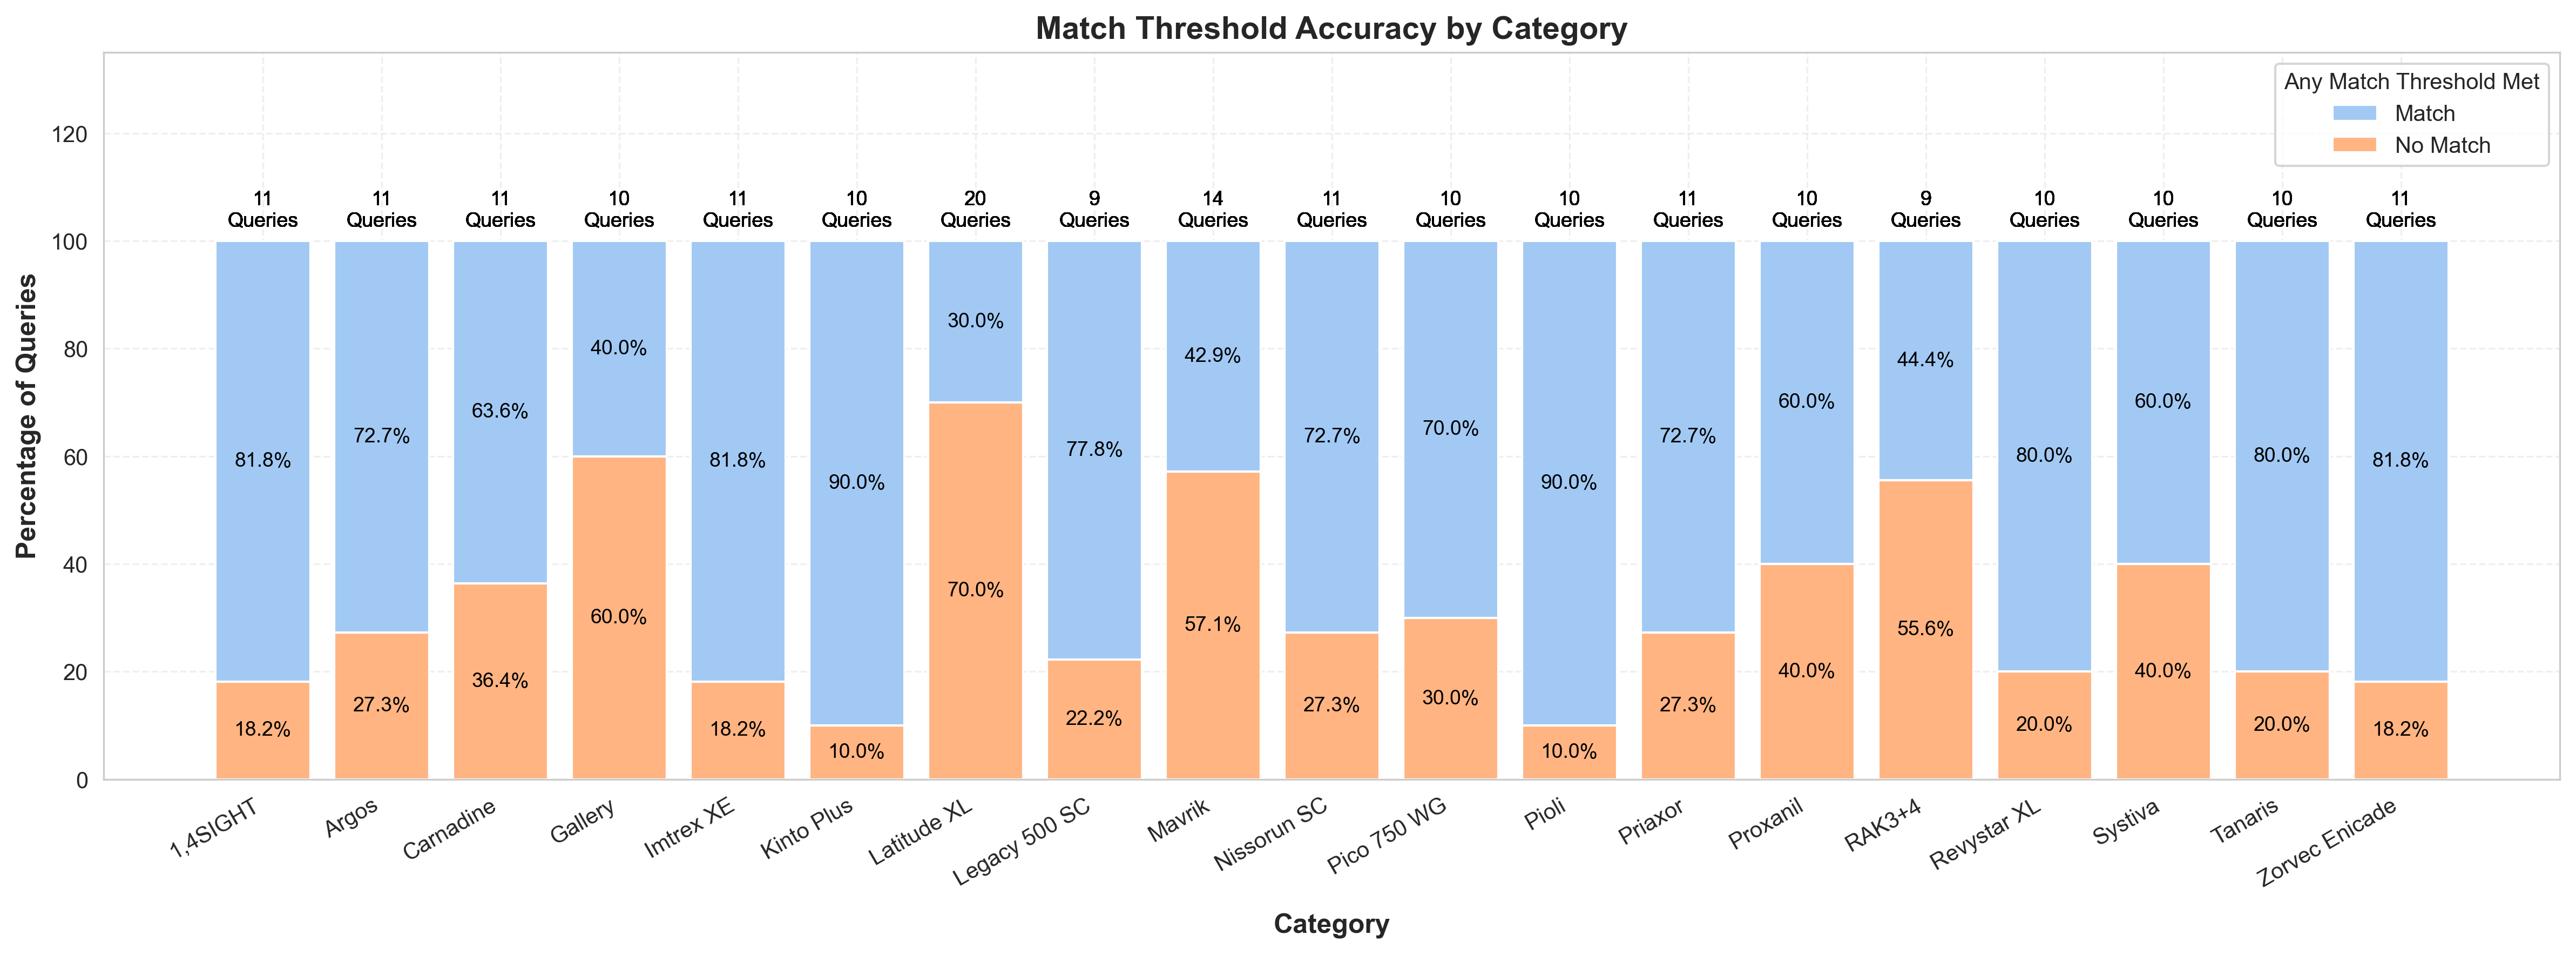 Match Threshold Accuracy by Category
Any Match Threshold Met
Match
No Match
Percentage of Queries
120
100
80
60
40
20
0
11 Queries
11 Queries
11 Queries
10 Queries
11 Queries
10 Queries
20 Queries
9 Queries
14 Queries
11 Queries
10 Queries
10 Queries
11 Queries
10 Queries
9 Queries
10 Queries
10 Queries
10 Queries
11 Queries
81.8%
72.7%
63.6%
40.0%
81.8%
90.0%
30.0%
77.8%
42.9%
72.7%
70.0%
90.0%
72.7%
60.0%
44.4%
80.0%
60.0%
80.0%
81.8%
18.2%
27.3%
36.4%
60.0%
18.2%
10.0%
70.0%
22.2%
57.1%
27.3%
30.0%
10.0%
27.3%
40.0%
55.6%
20.0%
40.0%
20.0%
18.2%
1,4SIGHT
Argos
Carnadine
Gallery
Imtrex XE
Kinto Plus
Latitude XL
Legacy 500 SC
Mavrik
Nissorun SC
Pico 750 WG
Pioli
Priaxor
Proxanil
RAK3+4
Revystar XL
Systiva
Tanaris
Zorvec Enicade
Category